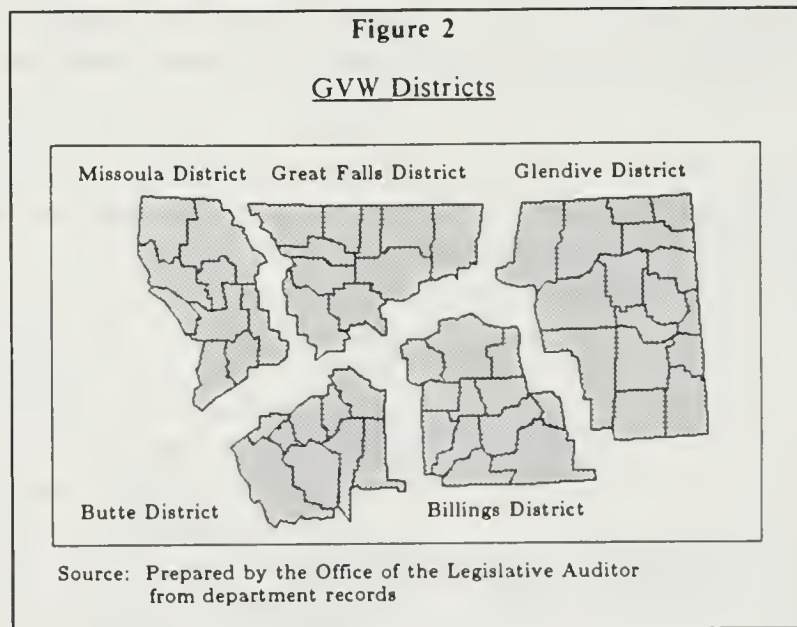 Figure 2
GVW Districts
Missoula District Great Falls District Glendive District
Butte District Billings District
Source: Prepared by the Office of the Legislative Auditor
from department records